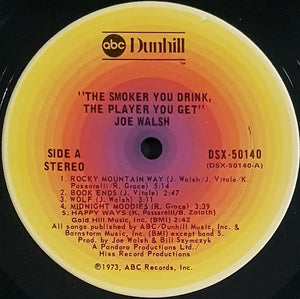 abc Dunhill
TM
"THE SMOKER YOU DRINK,
THE PLAYER YOU GET"
JOE WALSH
SIDE A
STEREO
DSX-50140
(DSX-50140-A)
1. ROCKY MOUNTAIN WAY (J. Walsh/J. Vitale/K.
Passarelli/R. Grace) 5:15
2. BOOK ENDS (J. Vitale) 2:47
3. WOLF (J. Walsh) 3:11
4. MIDNIGHT MOODIES (R. Grace) 3:39
5. HAPPY WAYS (K. Passarelli/B. Zoloth)
Gold Hill Music, Inc. (BMI) 2:42
All songs published by ABC/Dunhill Music, Inc. &
Barnstorm Music, Inc. (BMI) except band 5
Prod. by Joe Walsh & Bill Szymczyk
A Pandora Productions Ltd./
Hiss Record Productions
©1973, ABC Records, Inc.